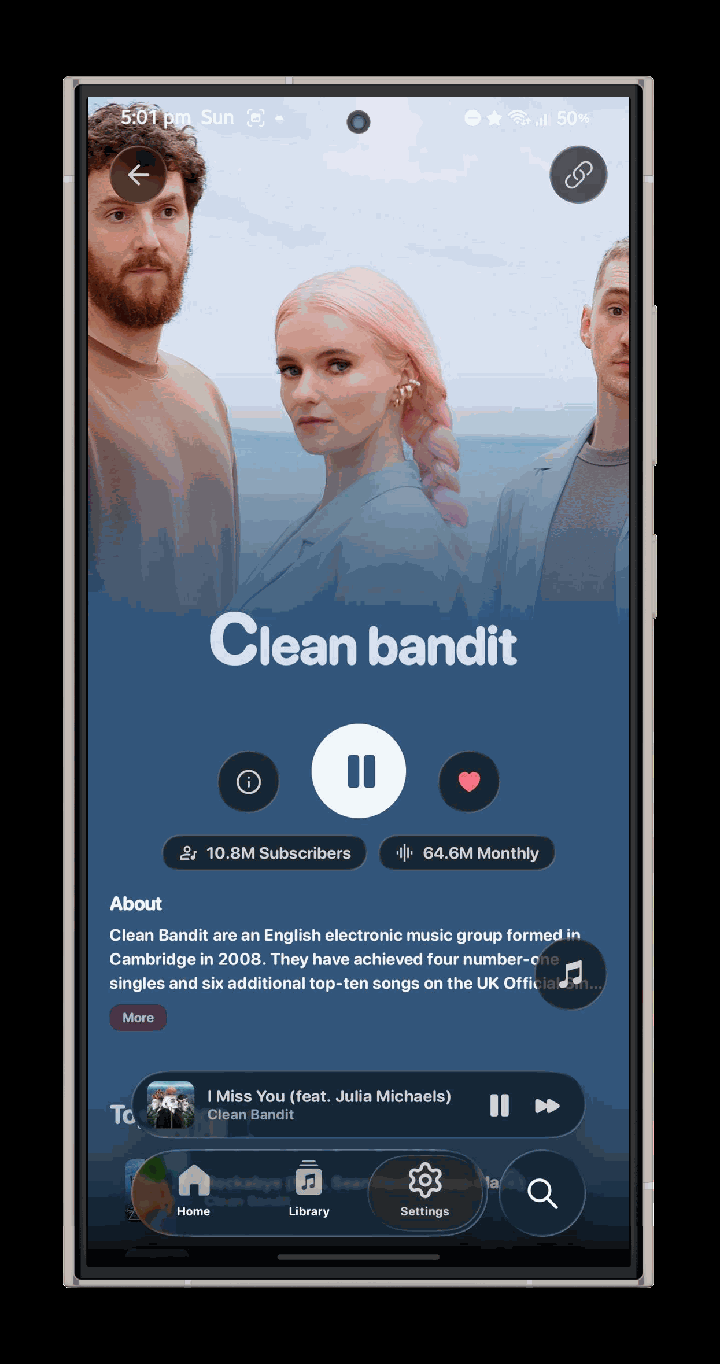 5:01 pm Sun 50%
Clean bandit
10.8M Subscribers 64.6M Monthly
About
Clean Bandit are an English electronic music group formed in
Cambridge in 2008. They have achieved four number-one
singles and six additional top-ten songs on the UK Official Sin...
More
I Miss You (feat. Julia Michaels)
Clean Bandit
Home Library Settings